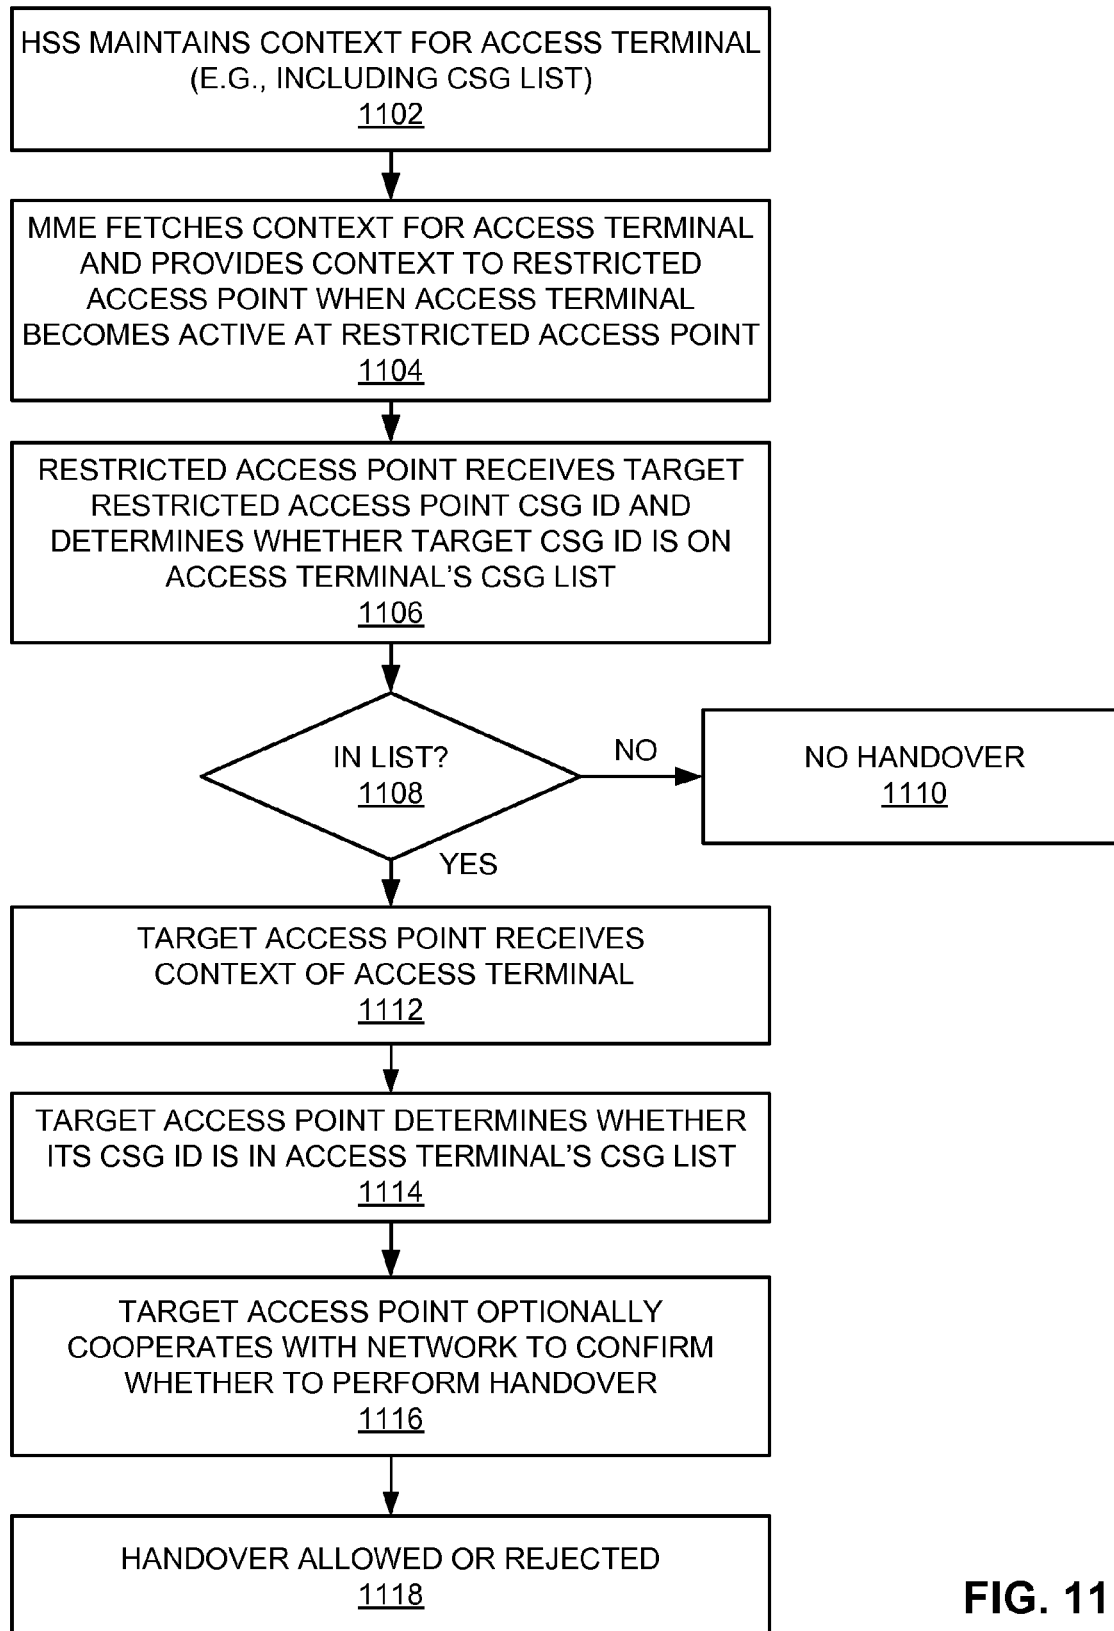 HSS MAINTAINS CONTEXT FOR ACCESS TERMINAL
(E.G., INCLUDING CSG LIST)
1102
MME FETCHES CONTEXT FOR ACCESS TERMINAL
AND PROVIDES CONTEXT TO RESTRICTED
ACCESS POINT WHEN ACCESS TERMINAL
BECOMES ACTIVE AT RESTRICTED ACCESS POINT
1104
RESTRICTED ACCESS POINT RECEIVES TARGET
RESTRICTED ACCESS POINT CSG ID AND
DETERMINES WHETHER TARGET CSG ID IS ON
ACCESS TERMINAL'S CSG LIST
1106
IN LIST?
1108
NO
NO HANDOVER
1110
YES
TARGET ACCESS POINT RECEIVES
CONTEXT OF ACCESS TERMINAL
1112
TARGET ACCESS POINT DETERMINES WHETHER
ITS CSG ID IS IN ACCESS TERMINAL'S CSG LIST
1114
TARGET ACCESS POINT OPTIONALLY
COOPERATES WITH NETWORK TO CONFIRM
WHETHER TO PERFORM HANDOVER
1116
HANDOVER ALLOWED OR REJECTED
1118
FIG. 11